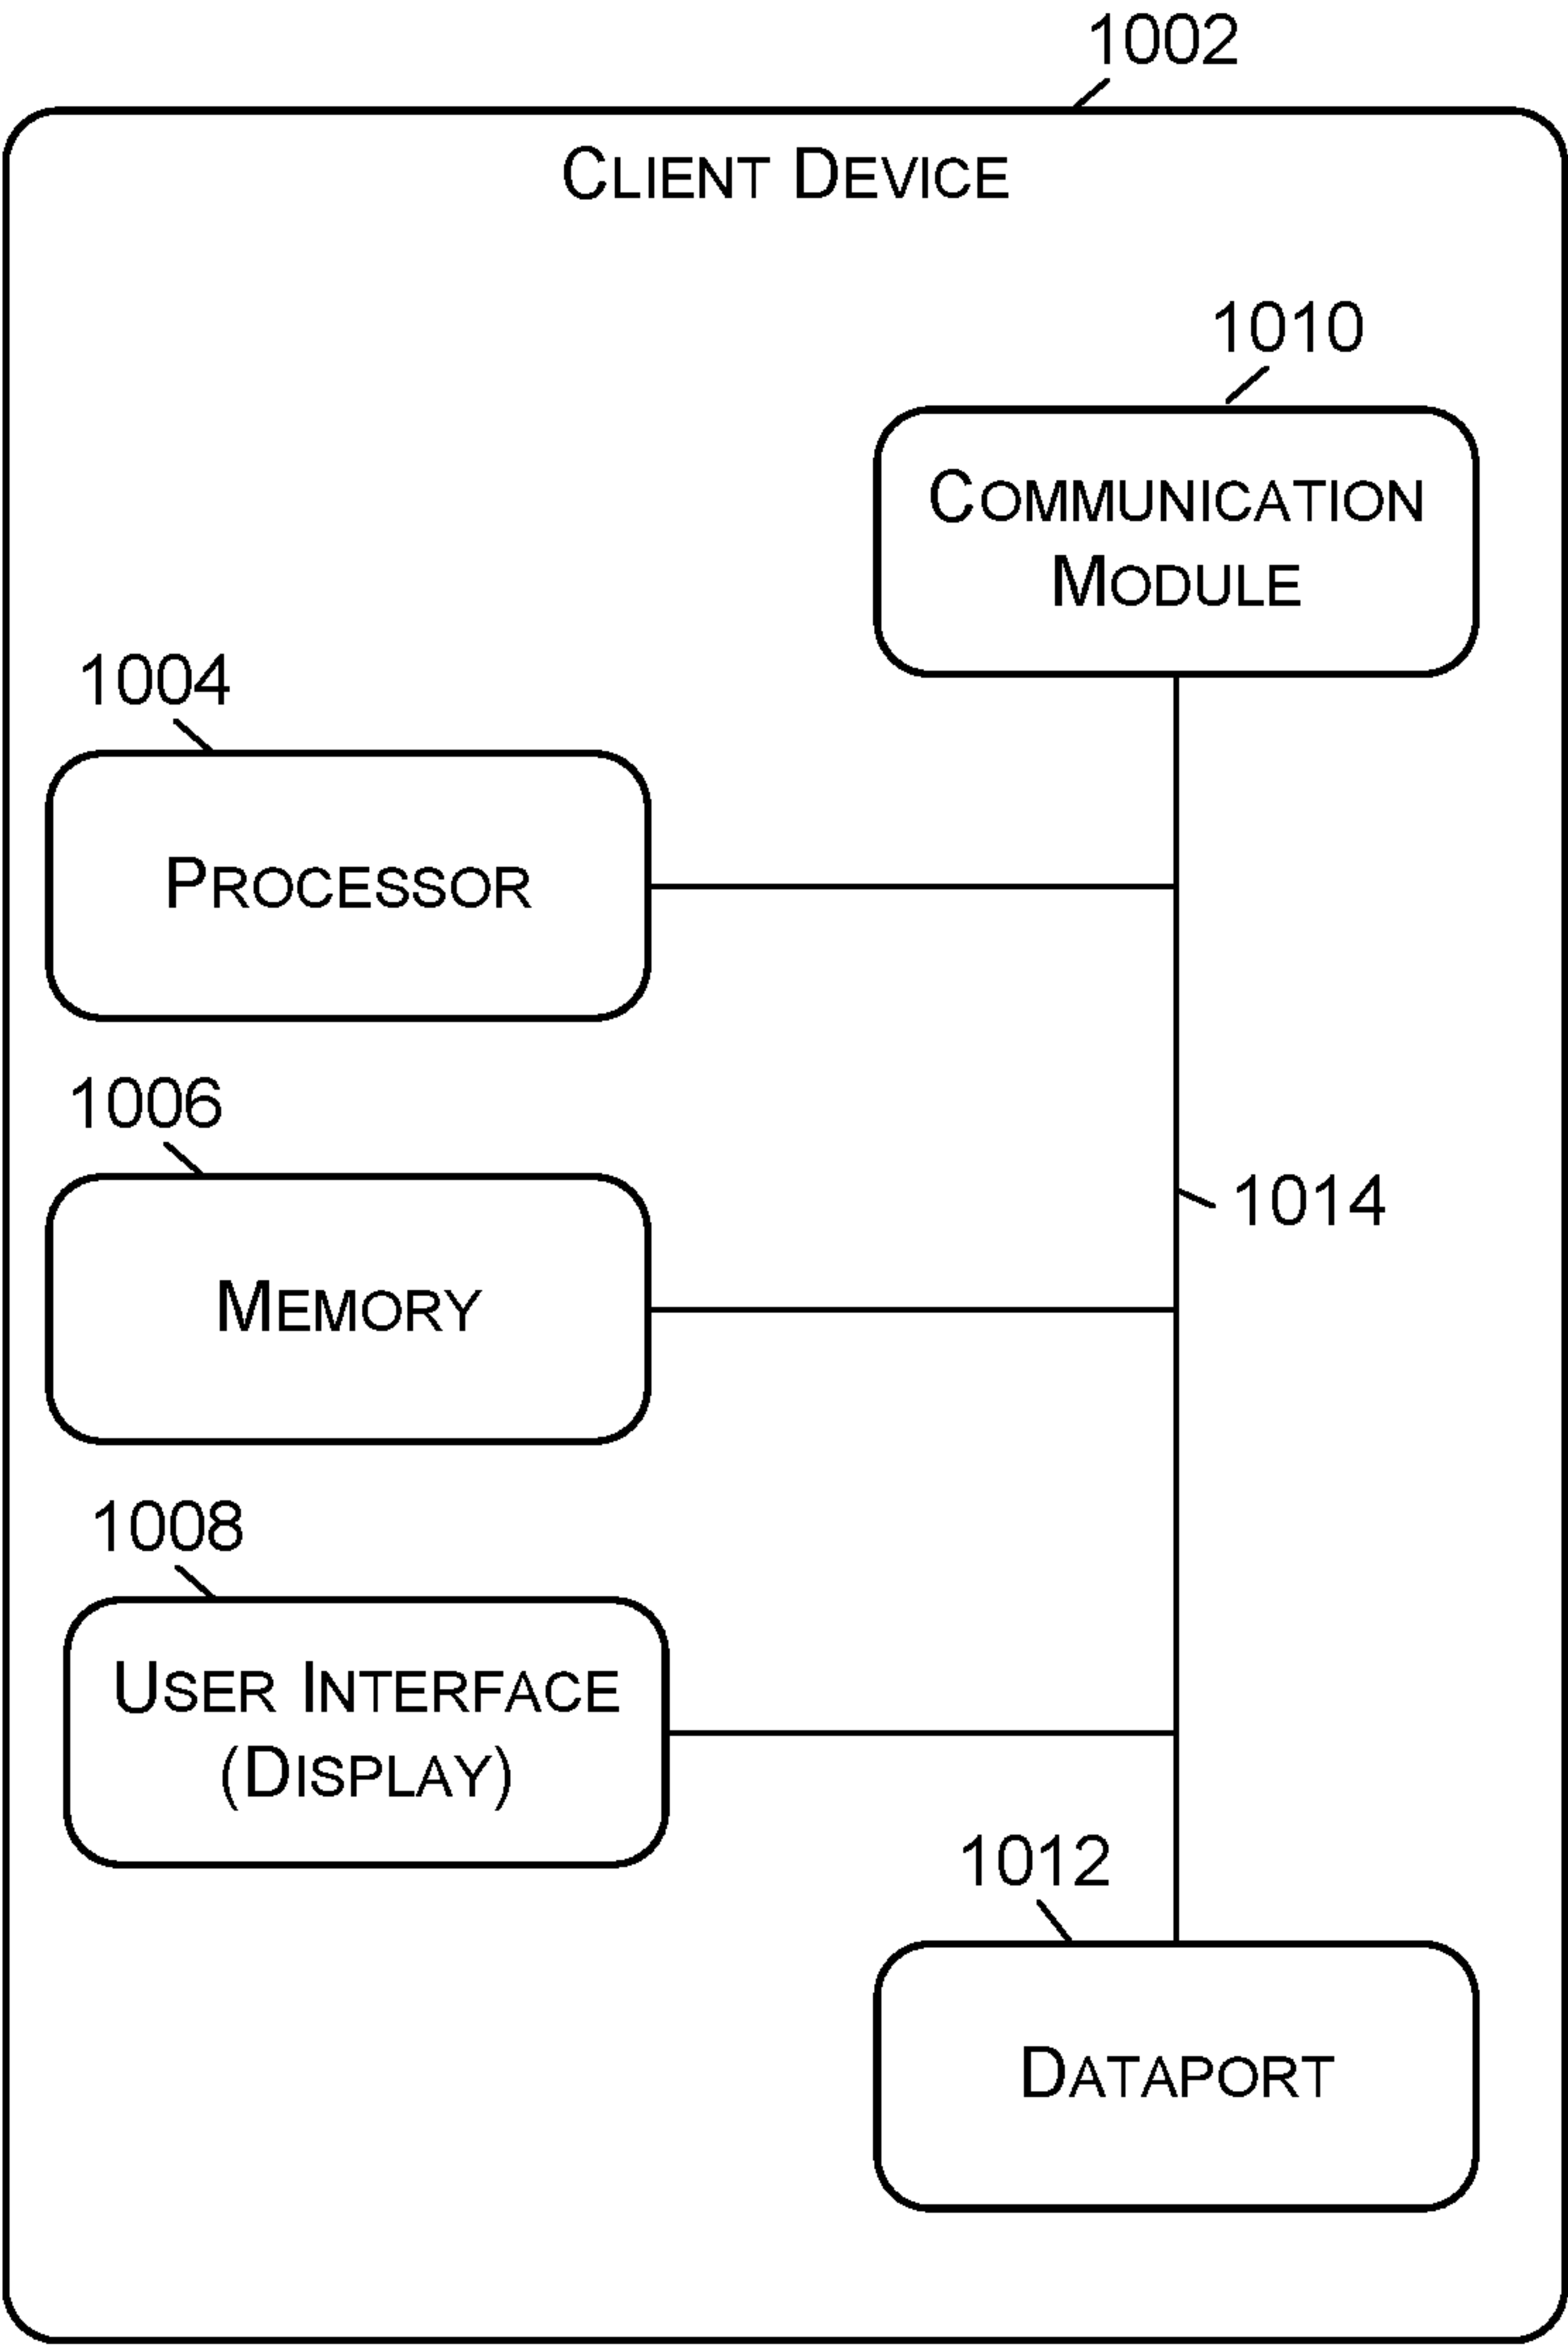 1002
CLIENT DEVICE
1010
COMMUNICATION
MODULE
1004
PROCESSOR
1006
1014
MEMORY
1008
USER INTERFACE
(DISPLAY)
1012
DATAPORT